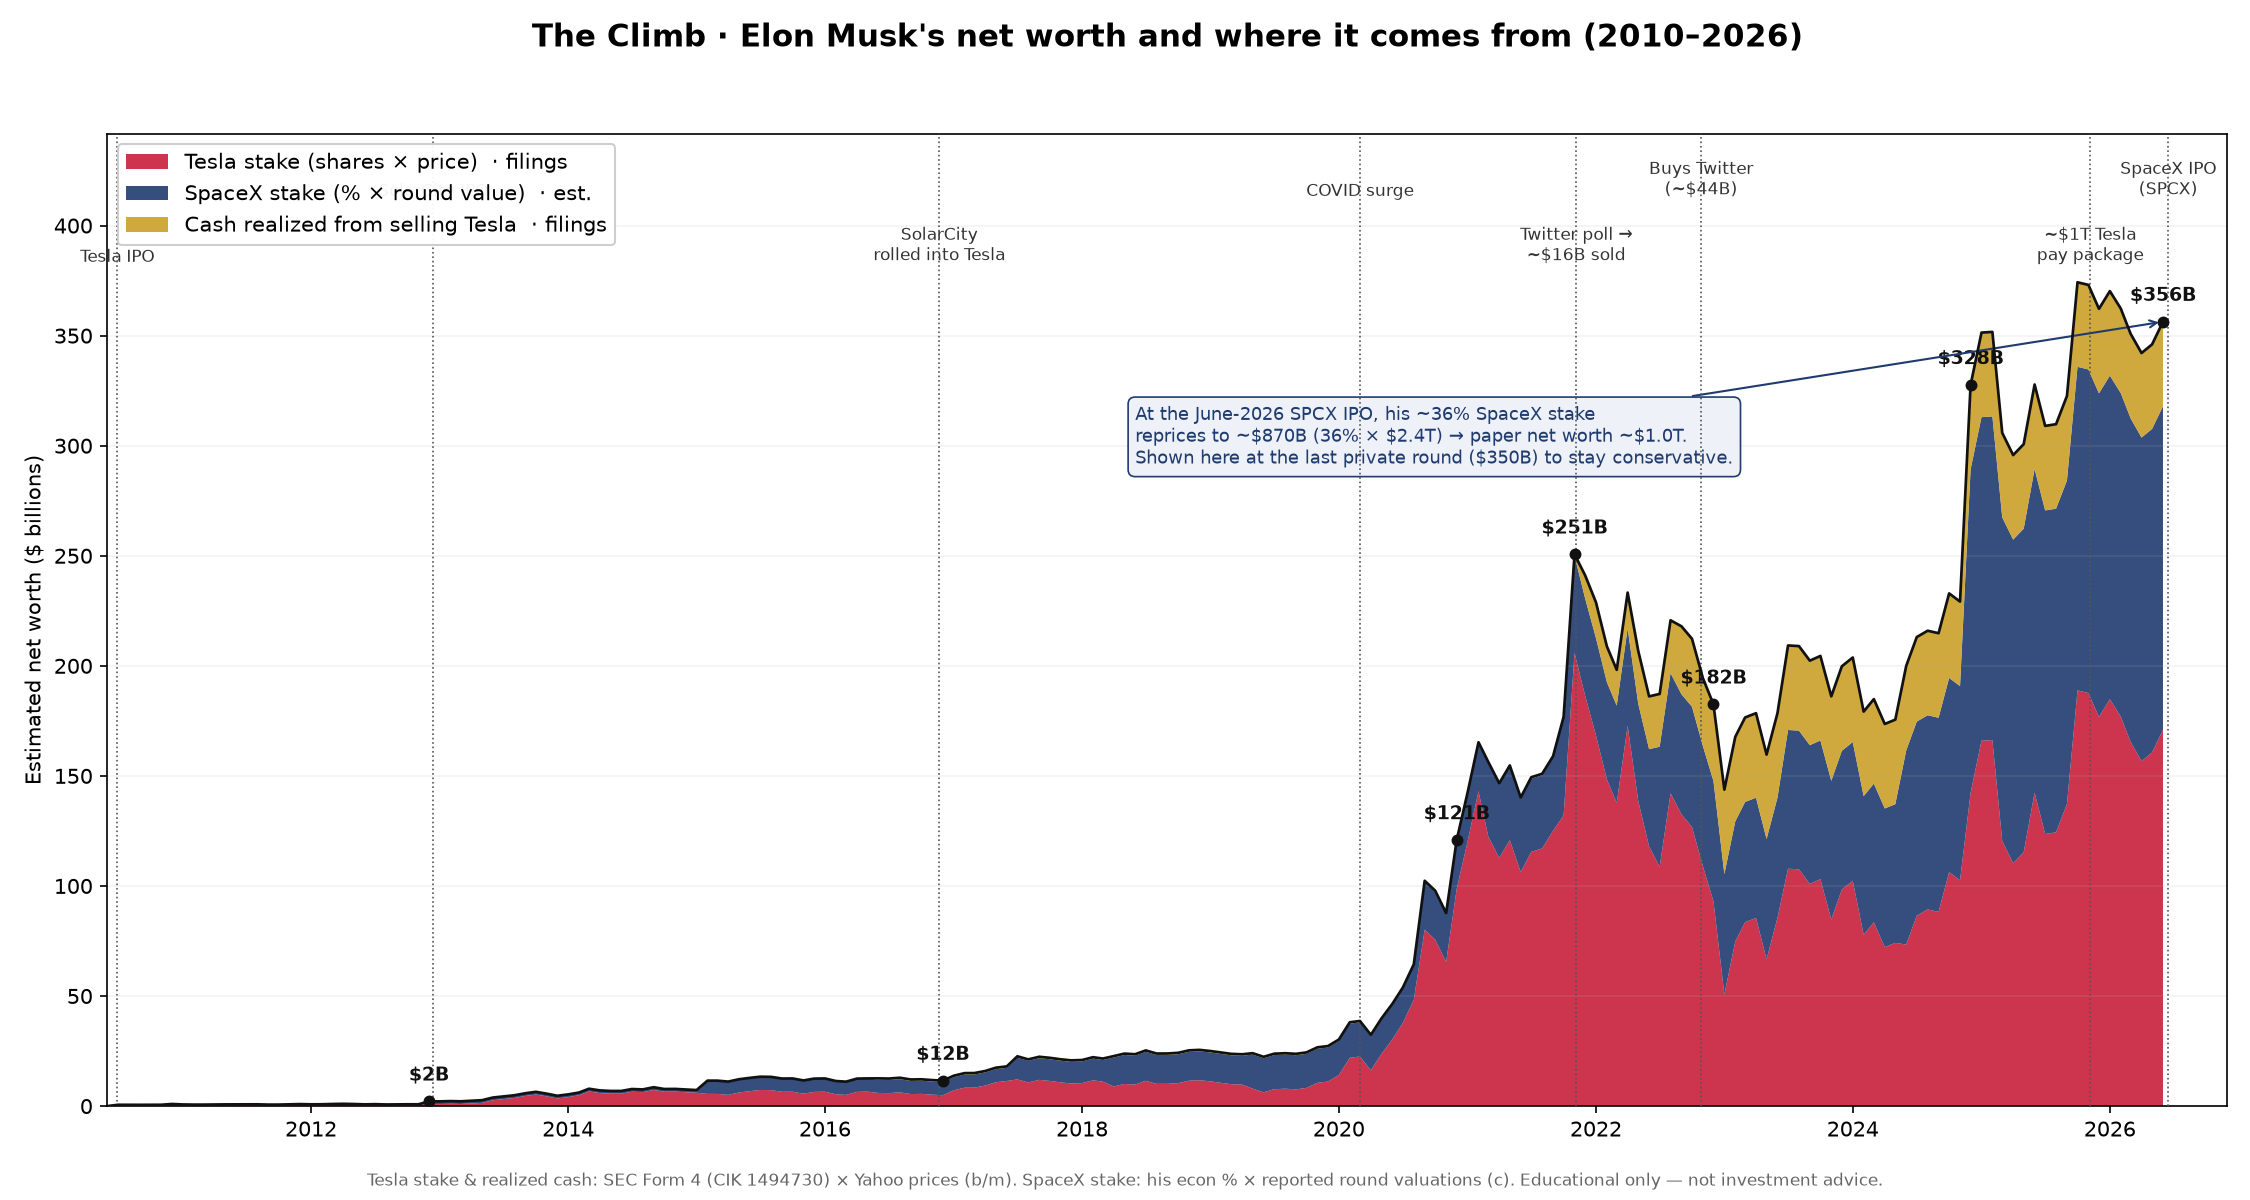 The Climb · Elon Musk's net worth and where it comes from (2010–2026)
Tesla stake (shares × price)  · filings
SpaceX stake (% × round value)  · est.
Cash realized from selling Tesla  · filings
Tesla IPO
SolarCity
rolled into Tesla
COVID surge
Twitter poll →
~$16B sold
Buys Twitter
(~$44B)
~$1T Tesla
pay package
SpaceX IPO
(SPCX)
At the June-2026 SPCX IPO, his ~36% SpaceX stake
reprices to ~$870B (36% × $2.4T) → paper net worth ~$1.0T.
Shown here at the last private round ($350B) to stay conservative.
$2B
$12B
$121B
$251B
$182B
$328B
$356B
Estimated net worth ($ billions)
400
350
300
250
200
150
100
50
0
2012
2014
2016
2018
2020
2022
2024
2026
Tesla stake & realized cash: SEC Form 4 (CIK 1494730) × Yahoo prices (b/m). SpaceX stake: his econ % × reported round valuations (c). Educational only — not investment advice.